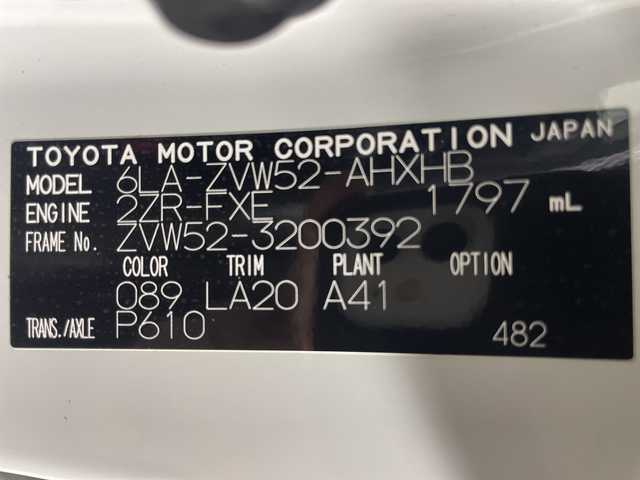 TOYOTA MOTOR CORPORATION JAPAN
MODEL 6LA-ZVW52-AHXHB
ENGINE 2ZR-FXE 1797 mL
FRAME No. ZVW52-3200392
COLOR TRIM PLANT OPTION
089 LA20 A41
TRANS./AXLE P610
482